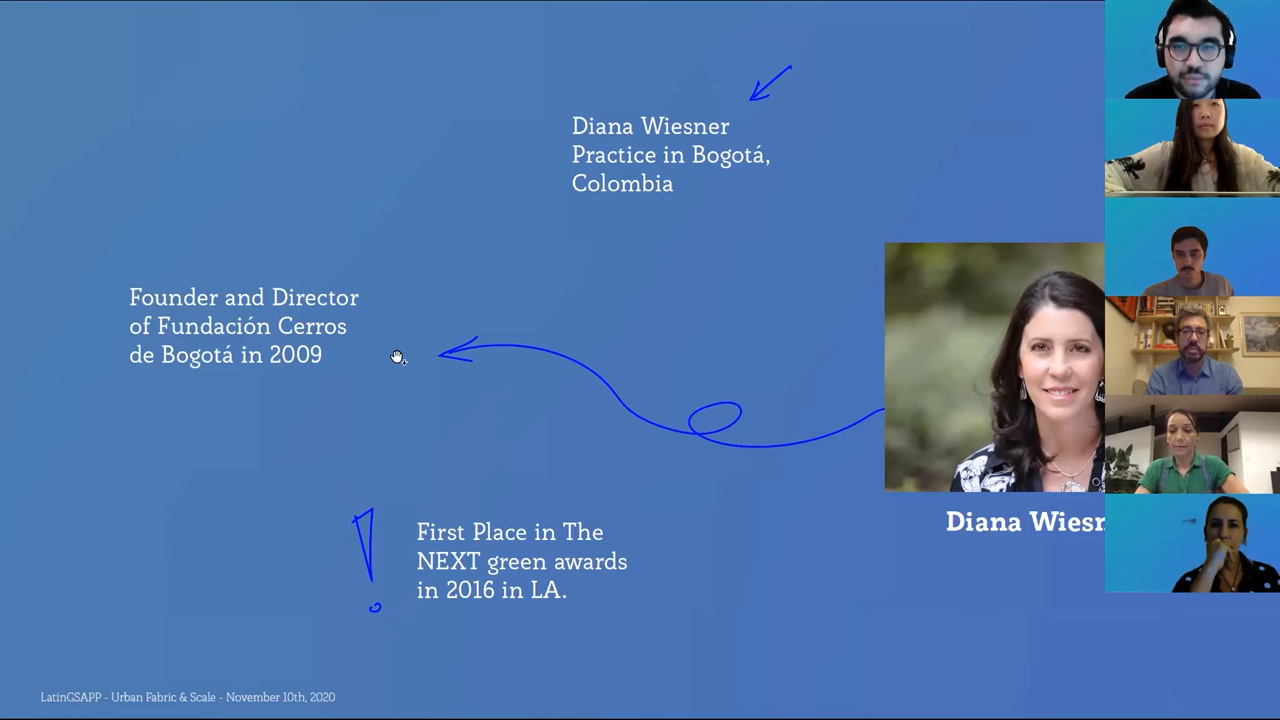 Diana Wiesner
Practice in Bogotá,
Colombia
Founder and Director
of Fundación Cerros
de Bogotá in 2009
Diana Wiesn
First Place in The
NEXT green awards
in 2016 in LA.
LatinGSAPP - Urban Fabric & Scale - November 10th, 2020